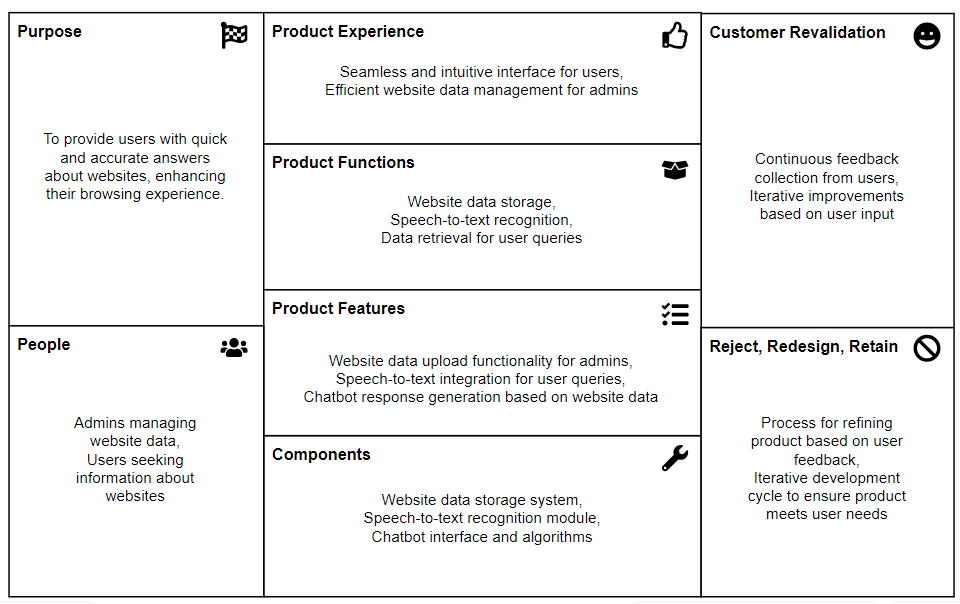 Purpose
To provide users with quick
and accurate answers
about websites, enhancing
their browsing experience.
People
Admins managing
website data,
Users seeking
information about
websites
Product Experience
Seamless and intuitive interface for users,
Efficient website data management for admins
Product Functions
Website data storage,
Speech-to-text recognition,
Data retrieval for user queries
Product Features
Website data upload functionality for admins,
Speech-to-text integration for user queries,
Chatbot response generation based on website data
Components
Website data storage system,
Speech-to-text recognition module,
Chatbot interface and algorithms
Customer Revalidation
Continuous feedback
collection from users,
Iterative improvements
based on user input
Reject, Redesign, Retain
Process for refining
product based on user
feedback,
Iterative development
cycle to ensure product
meets user needs